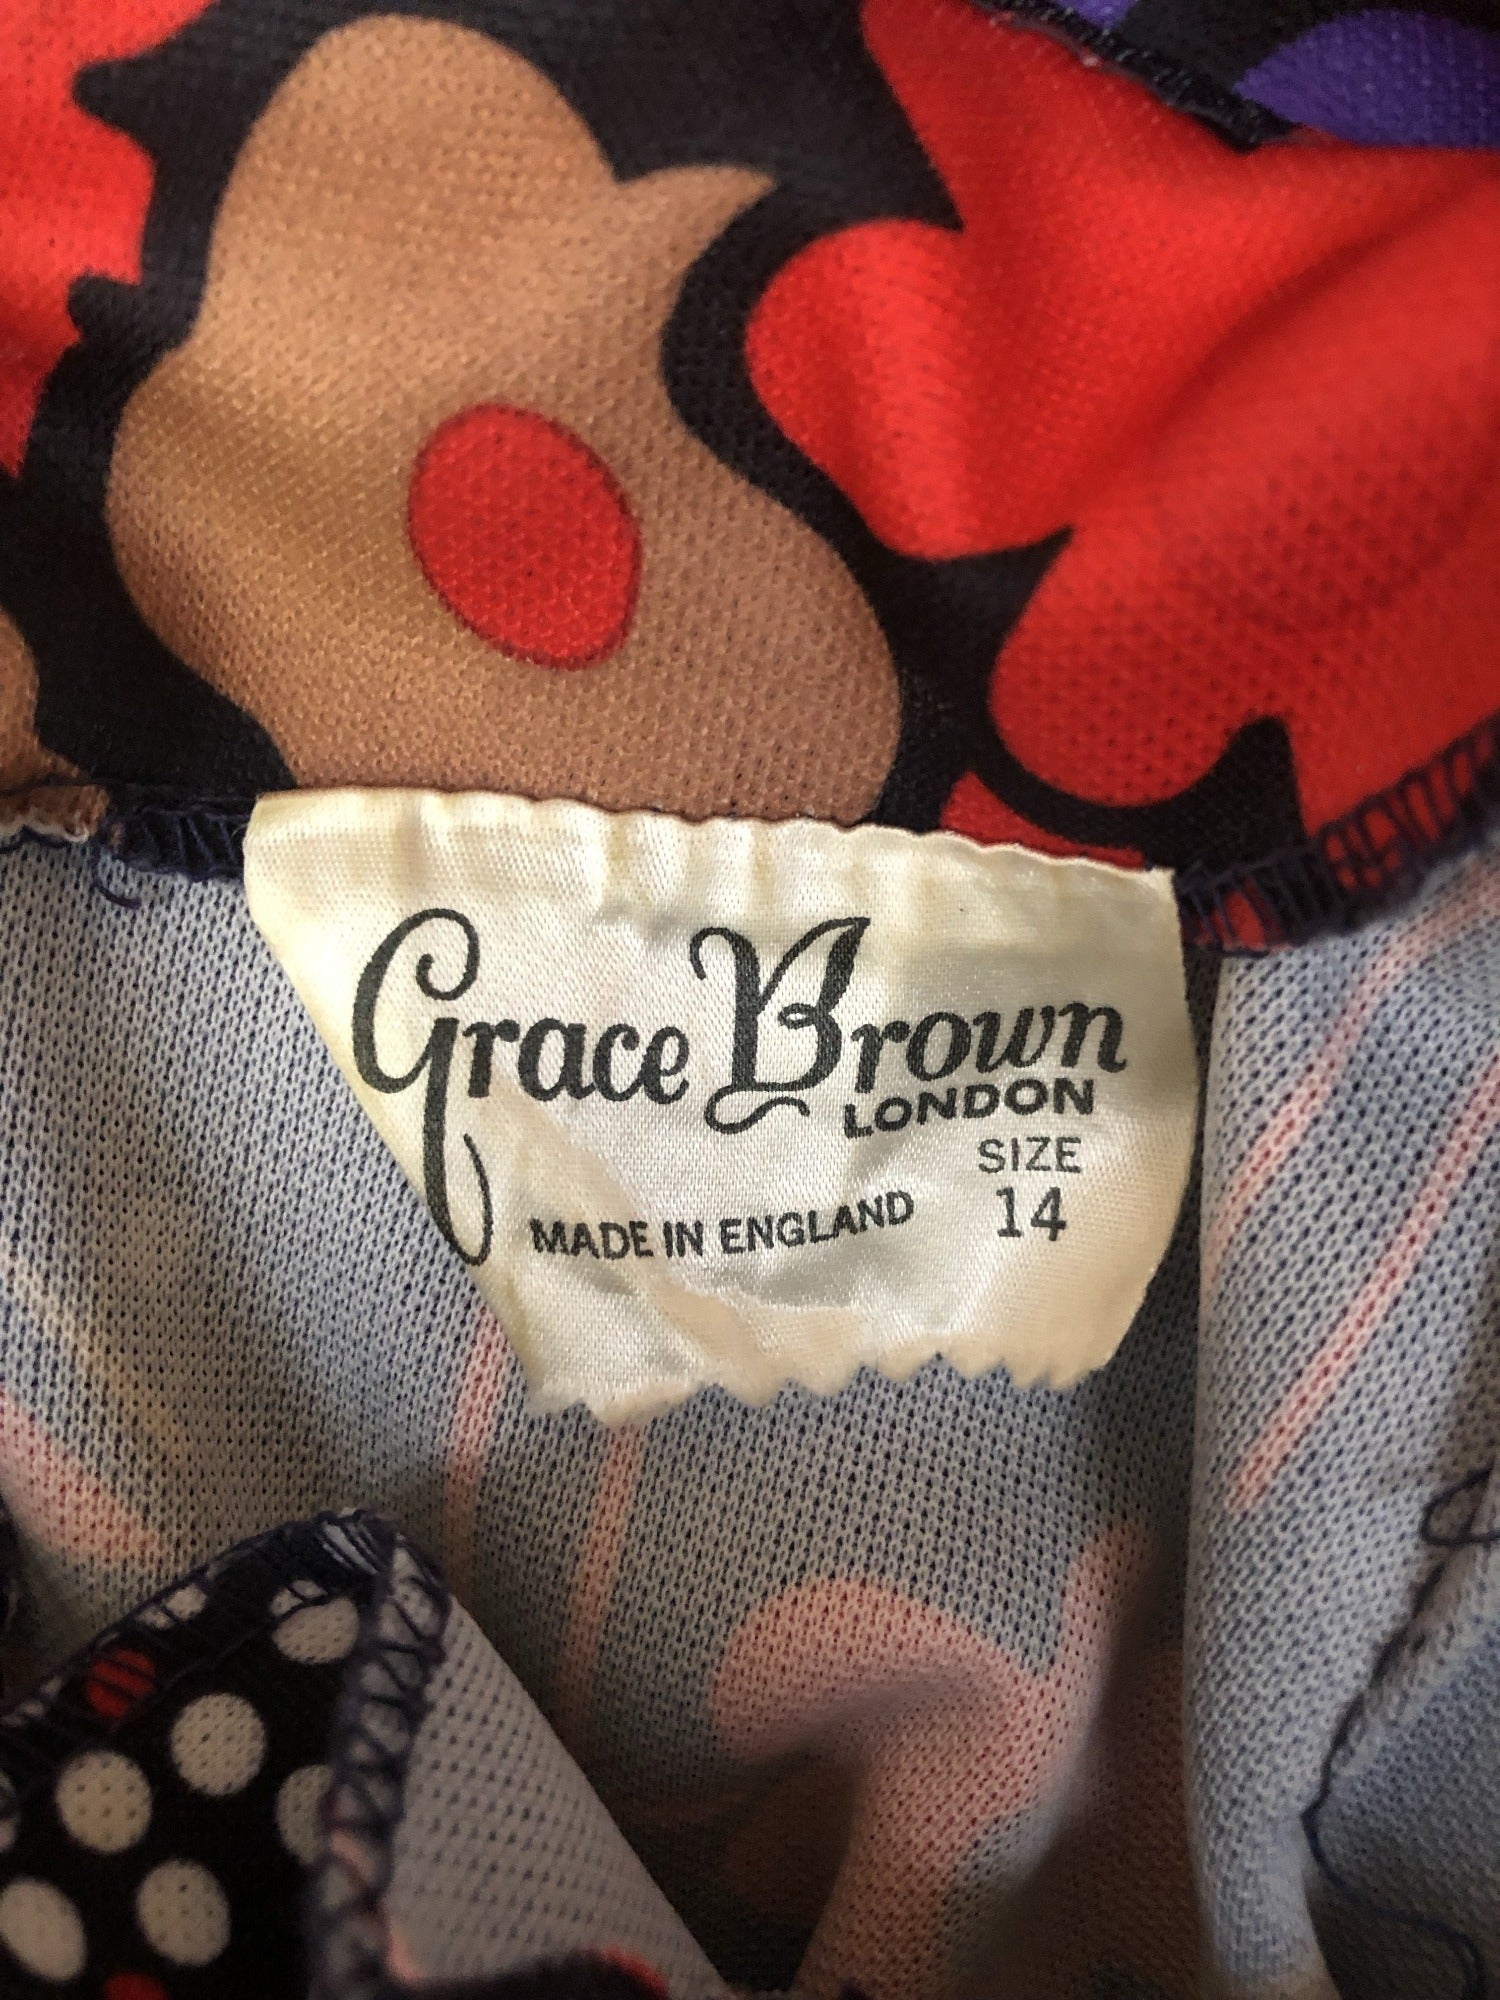 Grace Brown
LONDON
SIZE
MADE IN ENGLAND 14